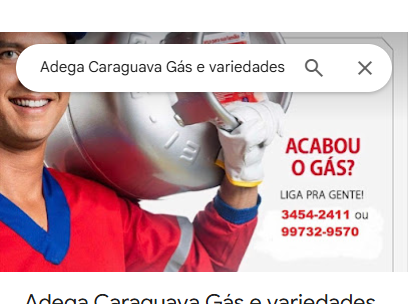 Adega Caraguava Gás e variedades
ACABOU
O GÁS?
LIGA PRA GENTE!
3454-2411 ou
99732-9570
Adega Caraguava Gás e variedades